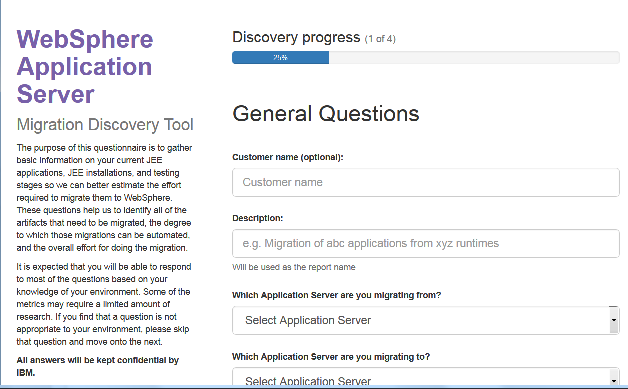 WebSphere
Application
Server
Migration Discovery Tool
The purpose of this questionnaire is to gather
basic information on your current JEE
applications, JEE installations, and testing
stages so we can better estimate the effort
required to migrate them to WebSphere.
These questions help us to identify all of the
artifacts that need to be migrated, the degree
to which those migrations can be automated,
and the overall effort for doing the migration.
It is expected that you will be able to respond
to most of the questions based on your
knowledge of your environment. Some of the
metrics may require a limited amount of
research. If you find that a question is not
appropriate to your environment, please skip
that question and move onto the next.
All answers will be kept confidential by
IBM.
Discovery progress (1 of 4)
25%
General Questions
Customer name (optional):
Customer name
Description:
e.g. Migration of abc applications from xyz runtimes
Will be used as the report name
Which Application Server are you migrating from?
Select Application Server
Which Application Server are you migrating to?
Select Application Server